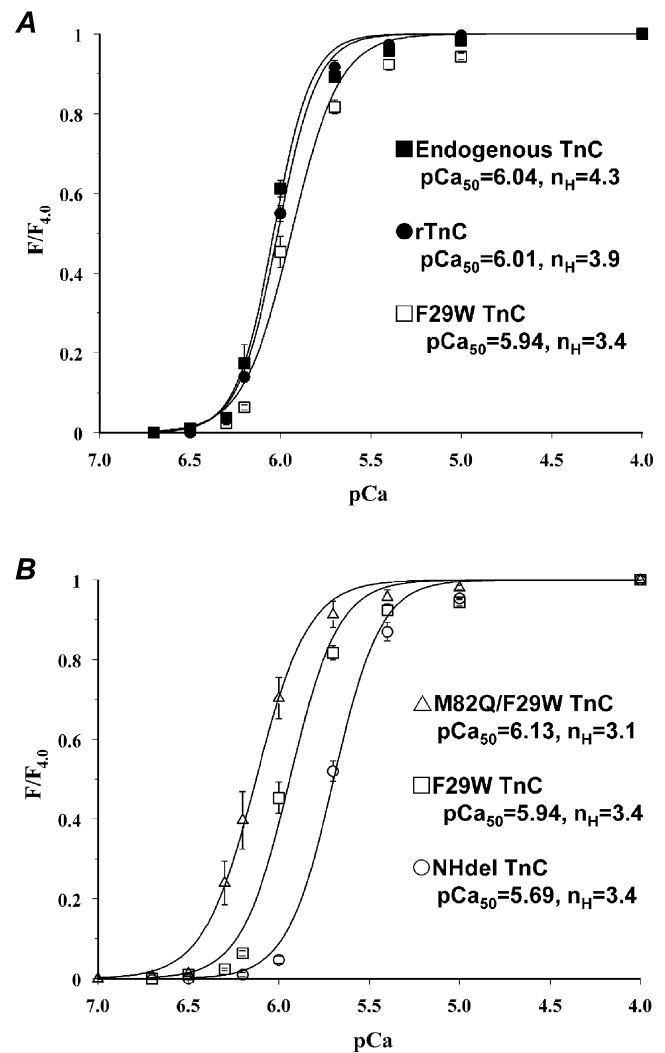 A
1
0.8
0.6
0.4
0.2
0
F/F4.0
7.0 6.5 6.0 5.5 5.0 4.5 4.0
pCa
Endogenous TnC
pCa50=6.04, nH=4.3
rTnC
pCa50=6.01, nH=3.9
F29W TnC
pCa50=5.94, nH=3.4
B
1
0.8
0.6
0.4
0.2
0
F/F4.0
7.0 6.5 6.0 5.5 5.0 4.5 4.0
pCa
M82Q/F29W TnC
pCa50=6.13, nH=3.1
F29W TnC
pCa50=5.94, nH=3.4
NHdel TnC
pCa50=5.69, nH=3.4